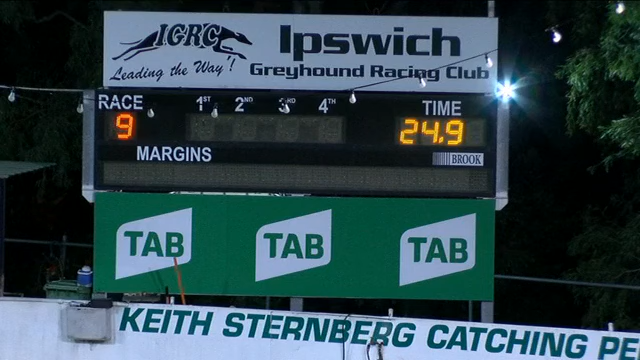 IGRC
Leading the Way'!
Ipswich
Greyhound Racing Club
RACE 1ST 2ND 3RD 4TH TIME
9 24.9
MARGINS BROOK
TAB TAB TAB
KEITH STERNBERG CATCHING PE